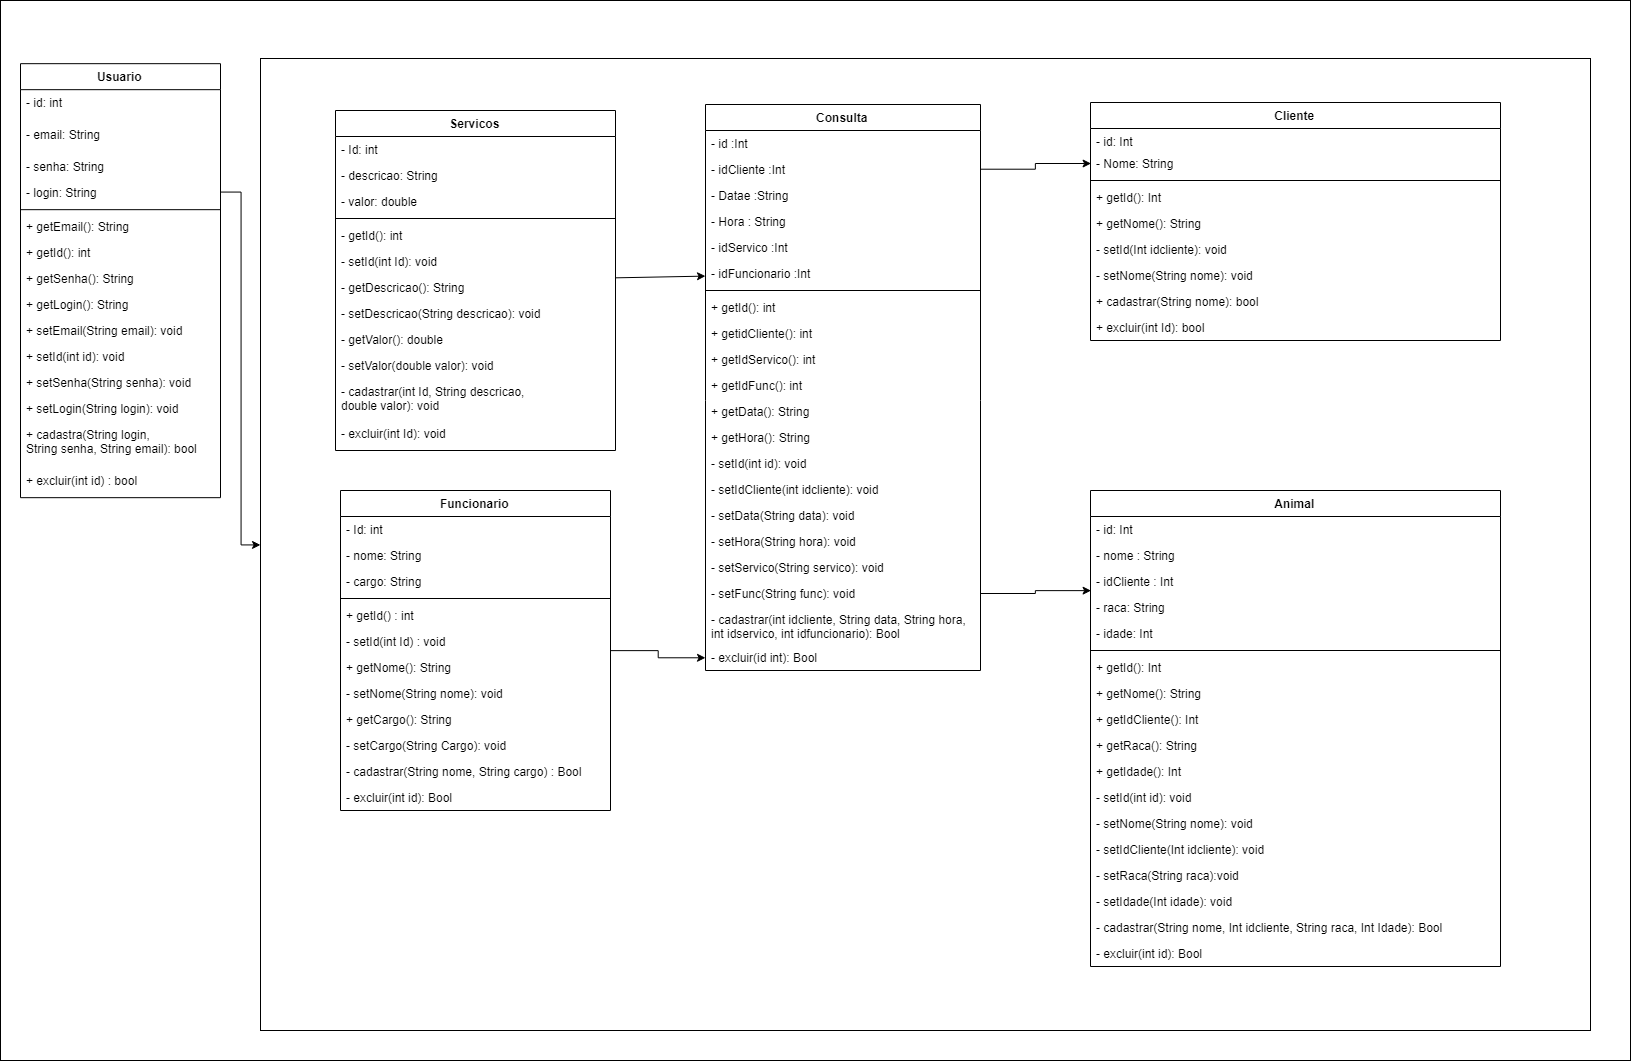 Usuario
- id: int
- email: String
- senha: String
- login: String
+ getEmail(): String
+ getId(): int
+ getSenha(): String
+ getLogin(): String
+ setEmail(String email): void
+ setId(int id): void
+ setSenha(String senha): void
+ setLogin(String login): void
+ cadastra(String login,
String senha, String email): bool
+ excluir(int id) : bool
Servicos
- Id: int
- descricao: String
- valor: double
- getId(): int
- setId(int Id): void
- getDescricao(): String
- setDescricao(String descricao): void
- getValor(): double
- setValor(double valor): void
- cadastrar(int Id, String descricao,
double valor): void
- excluir(int Id): void
Funcionario
- Id: int
- nome: String
- cargo: String
+ getId() : int
- setId(int Id) : void
+ getNome(): String
- setNome(String nome): void
+ getCargo(): String
- setCargo(String Cargo): void
- cadastrar(String nome, String cargo) : Bool
- excluir(int id): Bool
Consulta
- id :Int
- idCliente :Int
- Datae :String
- Hora : String
- idServico :Int
- idFuncionario :Int
+ getId(): int
+ getidCliente(): int
+ getIdServico(): int
+ getIdFunc(): int
+ getData(): String
+ getHora(): String
- setId(int id): void
- setIdCliente(int idcliente): void
- setData(String data): void
- setHora(String hora): void
- setServico(String servico): void
- setFunc(String func): void
- cadastrar(int idcliente, String data, String hora,
int idservico, int idfuncionario): Bool
- excluir(id int): Bool
Cliente
- id: Int
- Nome: String
+ getId(): Int
+ getNome(): String
- setId(Int idcliente): void
- setNome(String nome): void
+ cadastrar(String nome): bool
+ excluir(int Id): bool
Animal
- id: Int
- nome : String
- idCliente : Int
- raca: String
- idade: Int
+ getId(): Int
+ getNome(): String
+ getIdCliente(): Int
+ getRaca(): String
+ getIdade(): Int
- setId(int id): void
- setNome(String nome): void
- setIdCliente(Int idcliente): void
- setRaca(String raca):void
- setIdade(Int idade): void
- cadastrar(String nome, Int idcliente, String raca, Int Idade): Bool
- excluir(int id): Bool